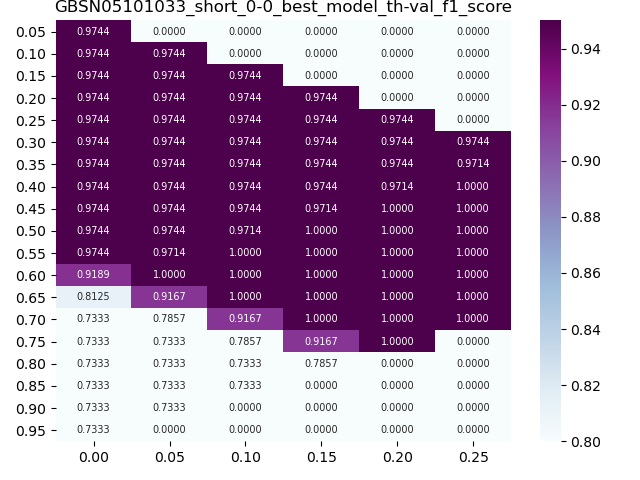 GBSN05101033_short_0-0_best_model_th-val_f1_score
0.05 0.9744 0.0000 0.0000 0.0000 0.0000 0.0000
0.10 0.9744 0.9744 0.0000 0.0000 0.0000 0.0000
0.15 0.9744 0.9744 0.9744 0.0000 0.0000 0.0000
0.20 0.9744 0.9744 0.9744 0.9744 0.0000 0.0000
0.25 0.9744 0.9744 0.9744 0.9744 0.9744 0.0000
0.30 0.9744 0.9744 0.9744 0.9744 0.9744 0.9744
0.35 0.9744 0.9744 0.9744 0.9744 0.9744 0.9714
0.40 0.9744 0.9744 0.9744 0.9744 0.9714 1.0000
0.45 0.9744 0.9744 0.9744 0.9714 1.0000 1.0000
0.50 0.9744 0.9744 0.9714 1.0000 1.0000 1.0000
0.55 0.9744 0.9714 1.0000 1.0000 1.0000 1.0000
0.60 0.9189 1.0000 1.0000 1.0000 1.0000 1.0000
0.65 0.8125 0.9167 1.0000 1.0000 1.0000 1.0000
0.70 0.7333 0.7857 0.9167 1.0000 1.0000 1.0000
0.75 0.7333 0.7333 0.7857 0.9167 1.0000 0.0000
0.80 0.7333 0.7333 0.7333 0.7857 0.0000 0.0000
0.85 0.7333 0.7333 0.7333 0.0000 0.0000 0.0000
0.90 0.7333 0.7333 0.0000 0.0000 0.0000 0.0000
0.95 0.7333 0.0000 0.0000 0.0000 0.0000 0.0000
0.00 0.05 0.10 0.15 0.20 0.25
0.94
0.92
0.90
0.88
0.86
0.84
0.82
0.80